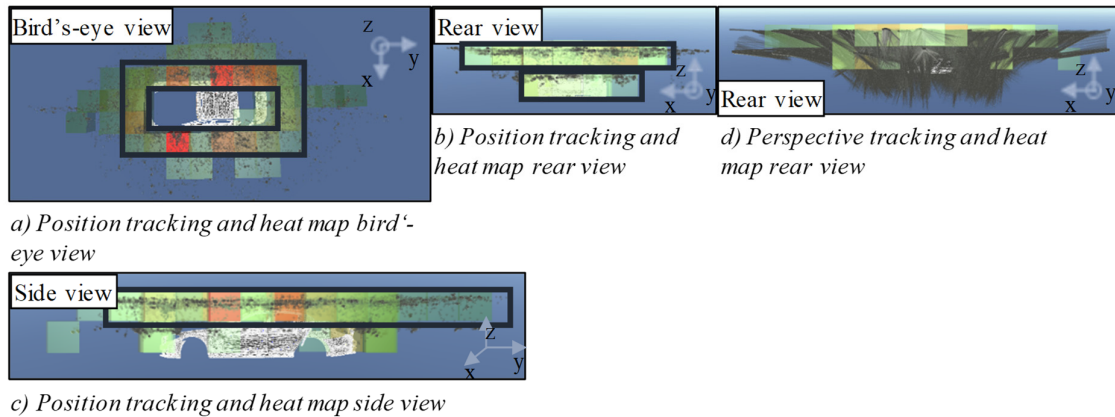 Bird's-eye view
z
y
x
a) Position tracking and heat map bird'-
eye view
Rear view
z
x
y
b) Position tracking and
heat map rear view
z
x
y
Rear view
d) Perspective tracking and heat
map rear view
Side view
z
y
x
c) Position tracking and heat map side view